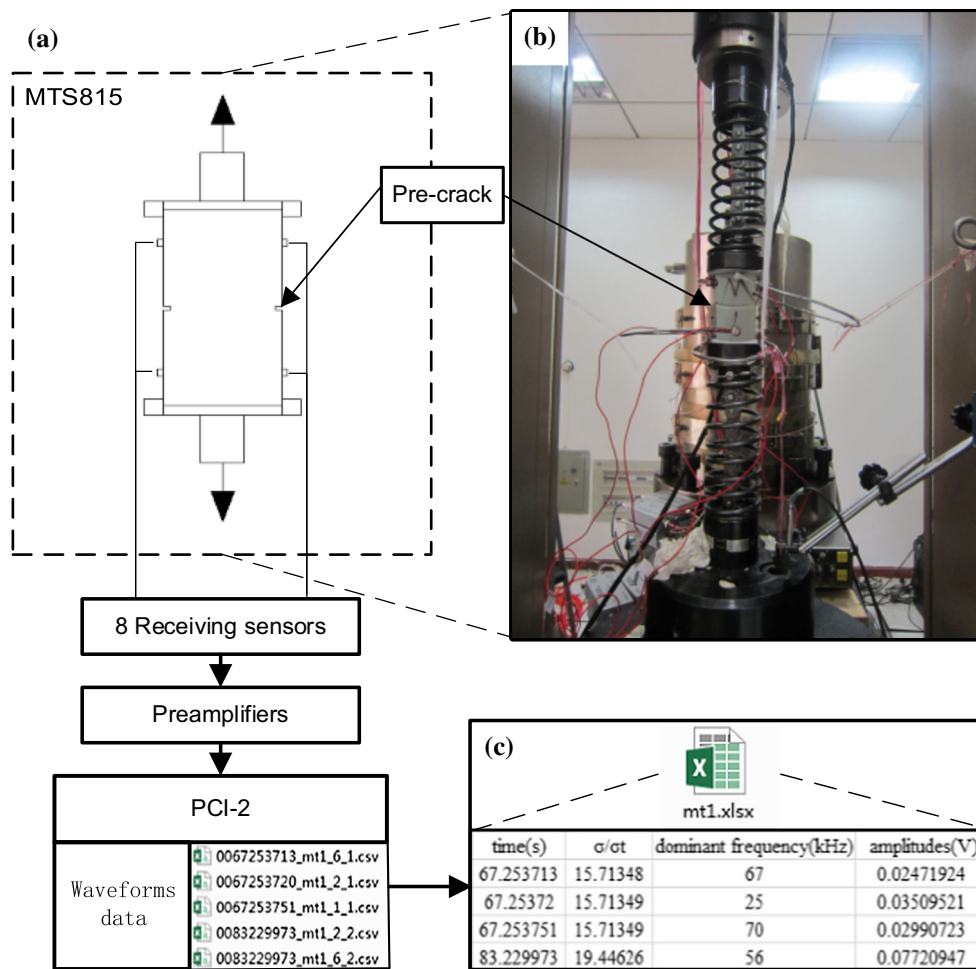 (a)
MTS815
(b)
Pre-crack
8 Receiving sensors
Preamplifiers
PCI-2
Waveforms
data
0067253713_mt1_6_1.csv
0067253720_mt1_2_1.csv
0067253751_mt1_1_1.csv
0083229973_mt1_2_2.csv
0083229973_mt1_6_2.csv
(c)
mt1.xlsx
time(s) σ/σt dominant frequency(kHz) amplitudes(V)
67.253713 15.71348 67 0.02471924
67.25372 15.71349 25 0.03509521
67.253751 15.71349 70 0.02990723
83.229973 19.44626 56 0.07720947